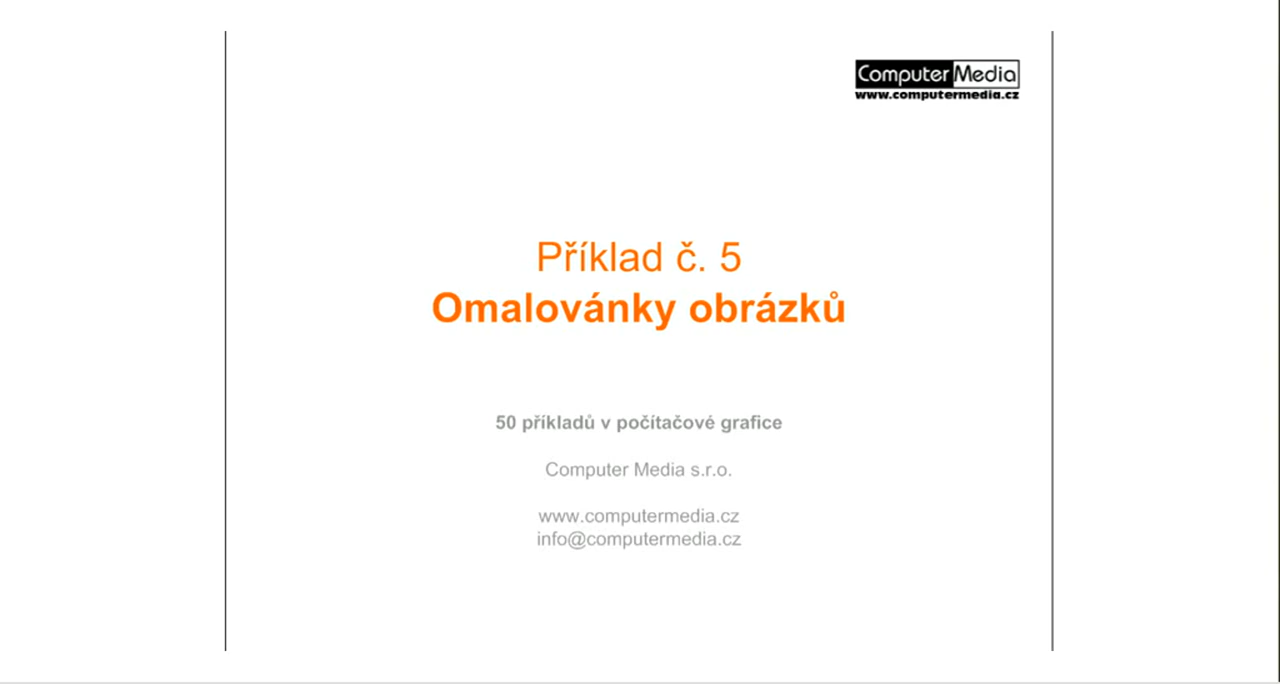 Computer Media
www.computermedia.cz
Příklad č. 5
Omalovánky obrázků
50 příkladů v počítačové grafice
Computer Media s.r.o.
www.computermedia.cz
info@computermedia.cz